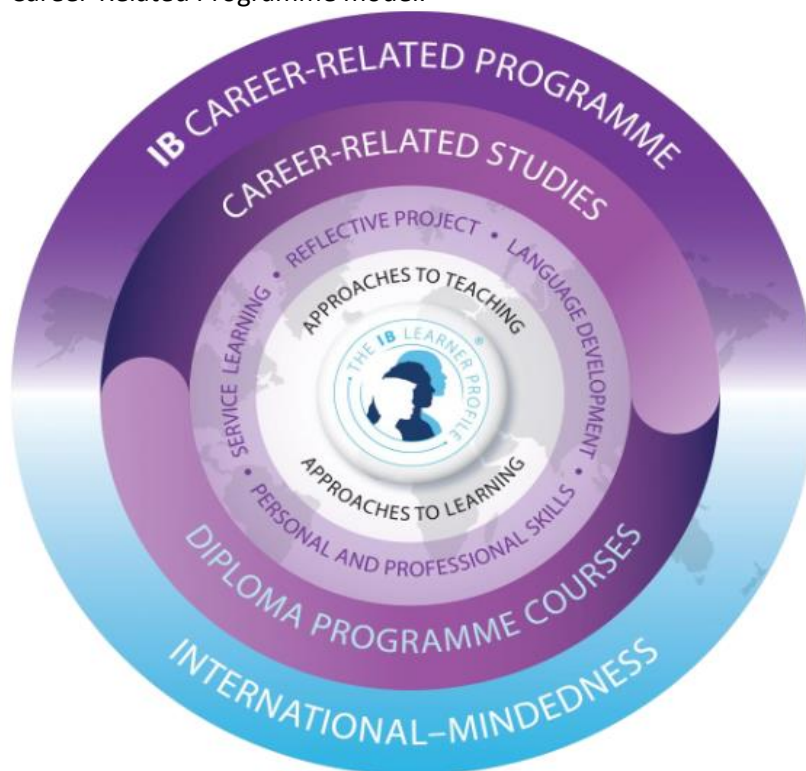 Career-Related Programme model:
IB CAREER-RELATED PROGRAMME
CAREER-RELATED STUDIES
SERVICE LEARNING • REFLECTIVE PROJECT • LANGUAGE DEVELOPMENT •
APPROACHES TO TEACHING
• THE IB LEARNER PROFILE • ®
APPROACHES TO LEARNING
• PERSONAL AND PROFESSIONAL SKILLS
DIPLOMA PROGRAMME COURSES
INTERNATIONAL–MINDEDNESS